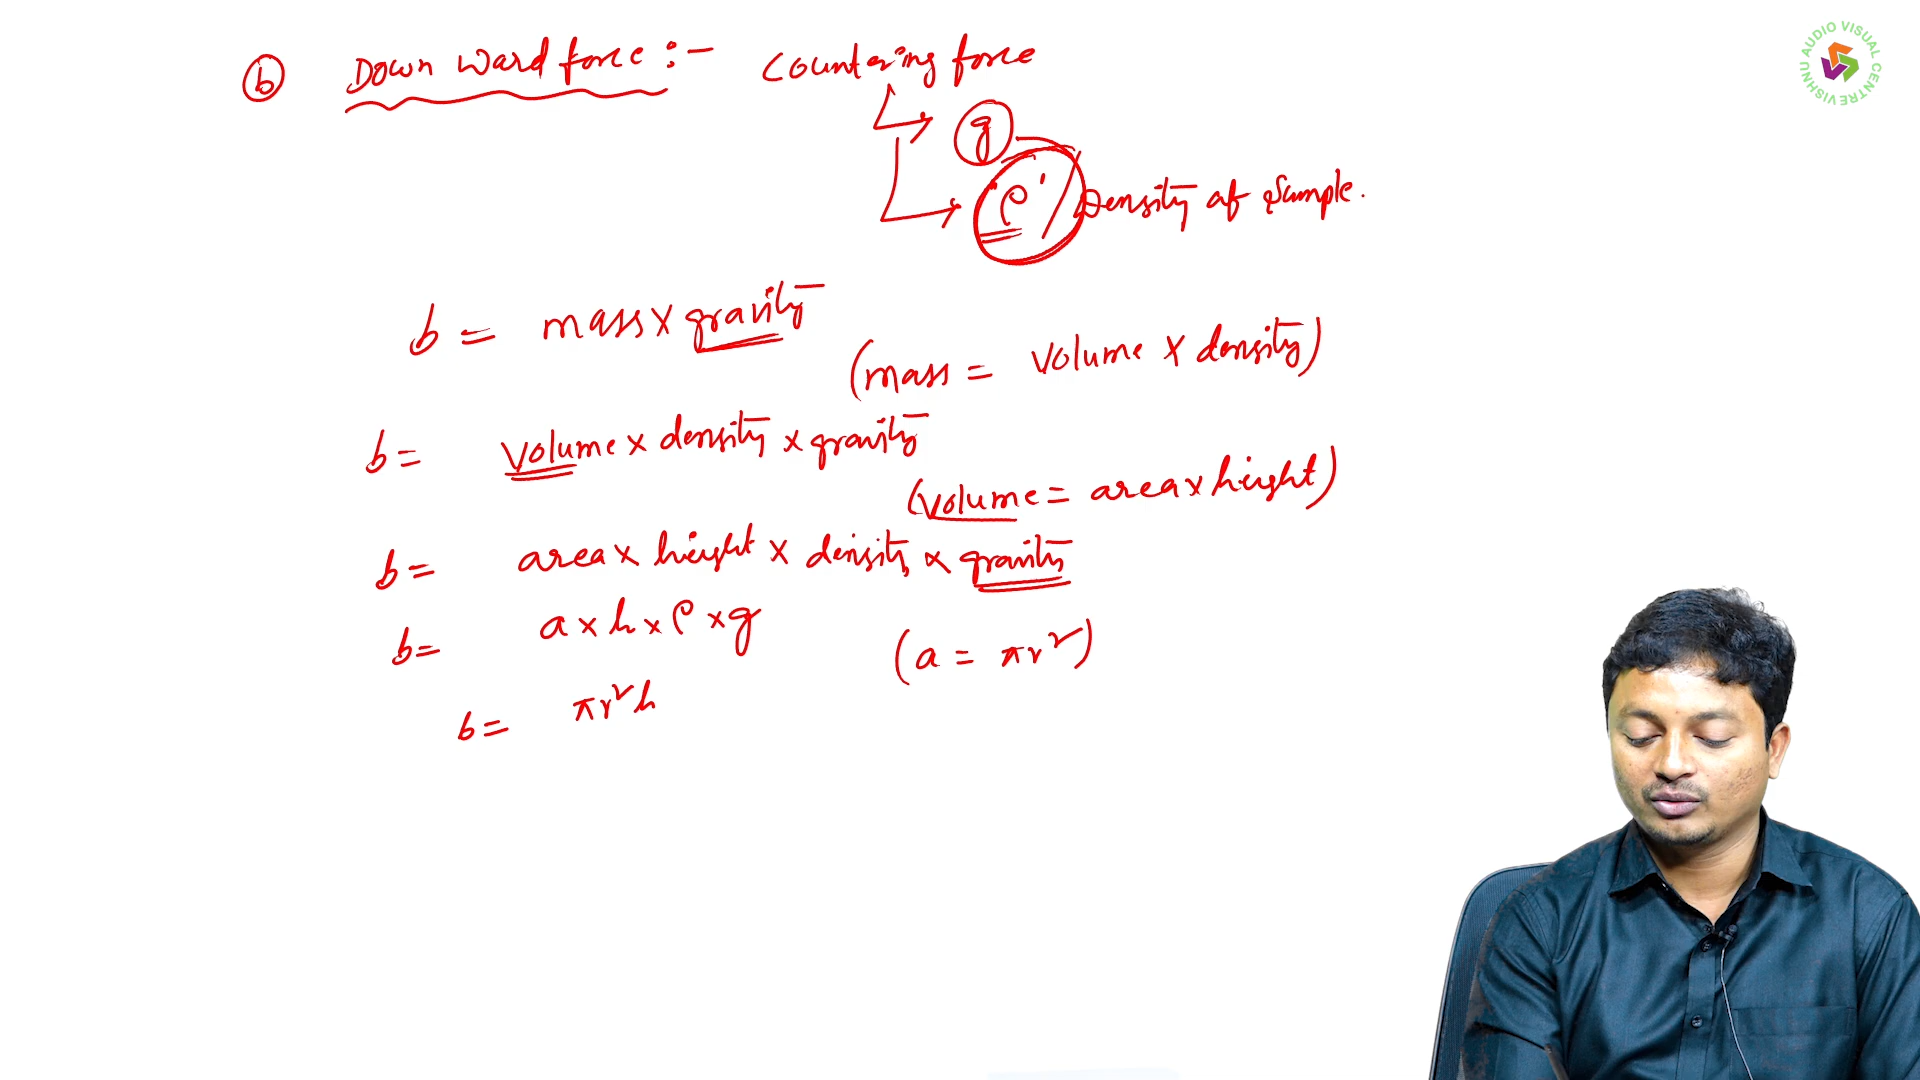 (b) Down ward force :- Countering force
g
'ρ' / Density of Sample.
b = mass x gravity
(mass = Volume x density)
b = Volume x density x gravity
(Volume = area x height)
b = area x height x density x gravity
b = a x h x ρ x g
(a = πr²)
b = πr²h
VISHNU AUDIO VISUAL CENTRE